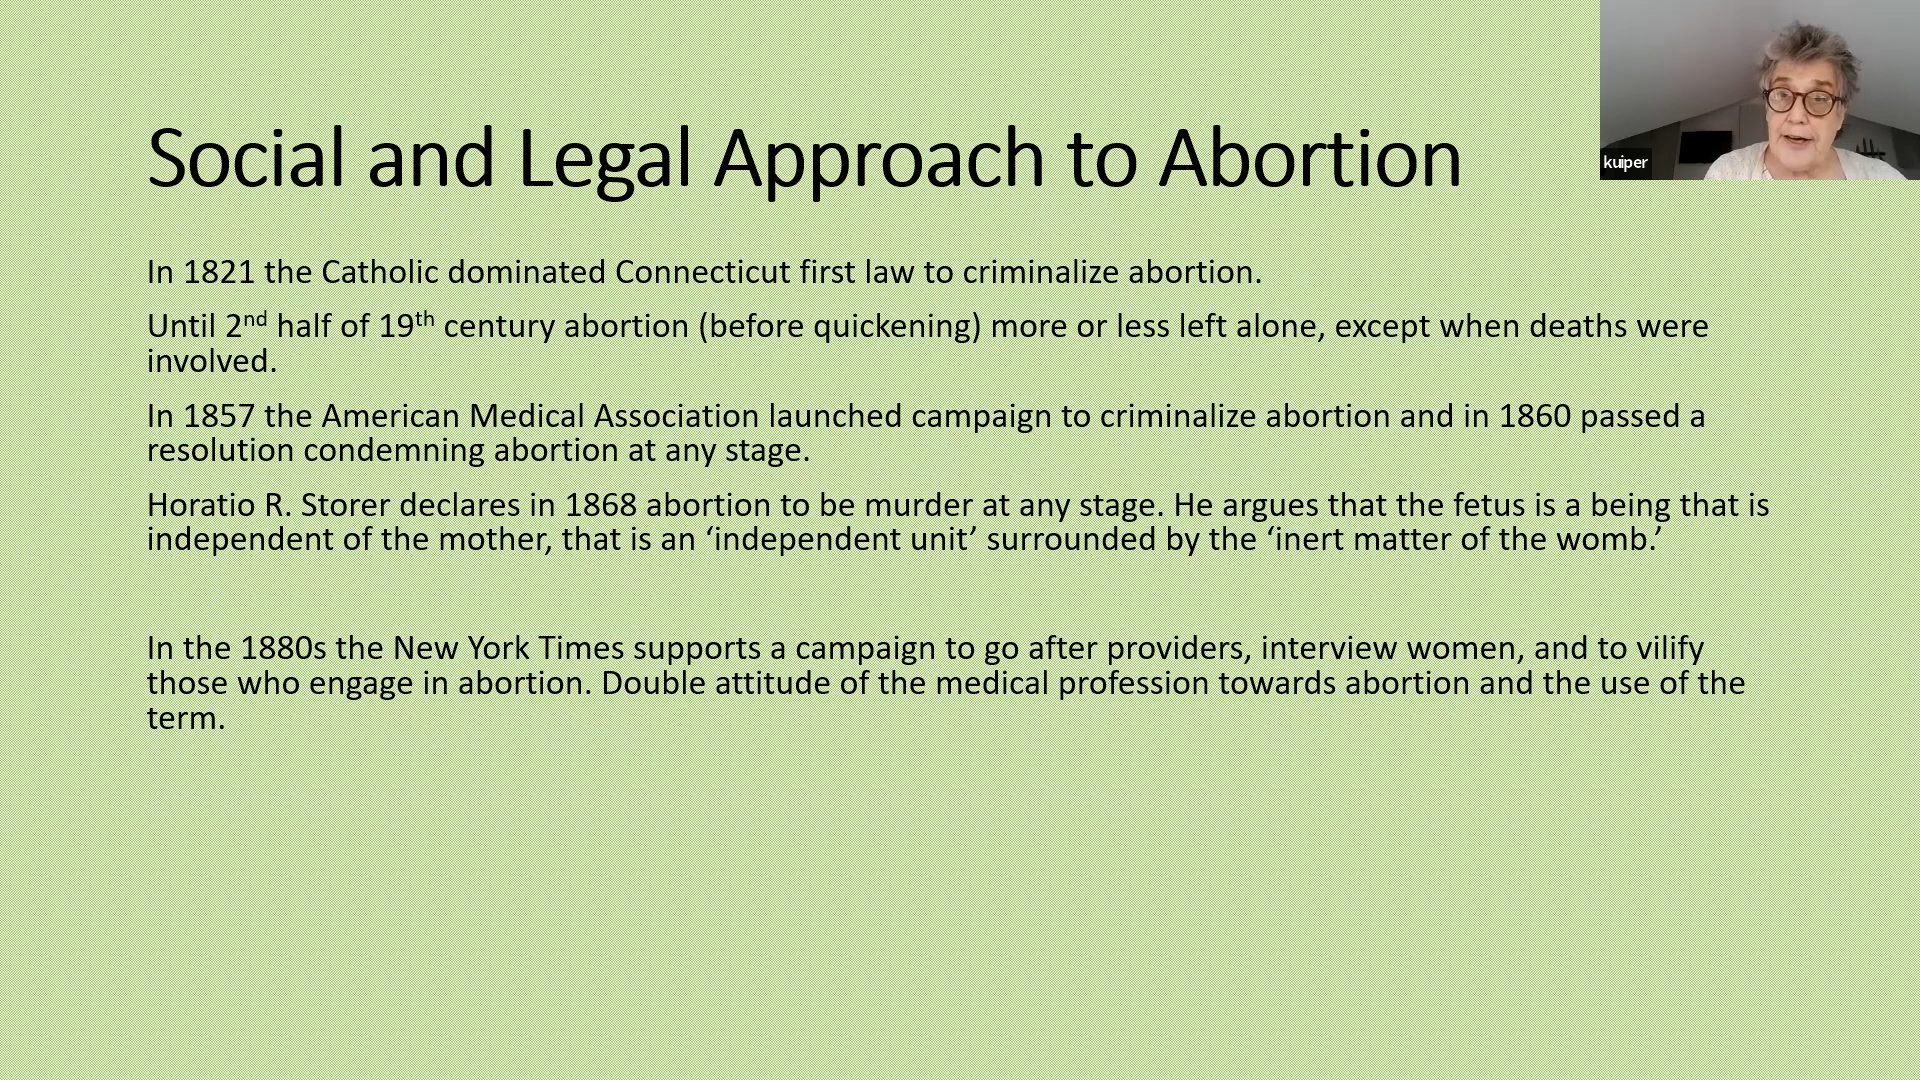 Social and Legal Approach to Abortion
kuiper
In 1821 the Catholic dominated Connecticut first law to criminalize abortion.
Until 2nd half of 19th century abortion (before quickening) more or less left alone, except when deaths were
involved.
In 1857 the American Medical Association launched campaign to criminalize abortion and in 1860 passed a
resolution condemning abortion at any stage.
Horatio R. Storer declares in 1868 abortion to be murder at any stage. He argues that the fetus is a being that is
independent of the mother, that is an ‘independent unit’ surrounded by the ‘inert matter of the womb.’
In the 1880s the New York Times supports a campaign to go after providers, interview women, and to vilify
those who engage in abortion. Double attitude of the medical profession towards abortion and the use of the
term.